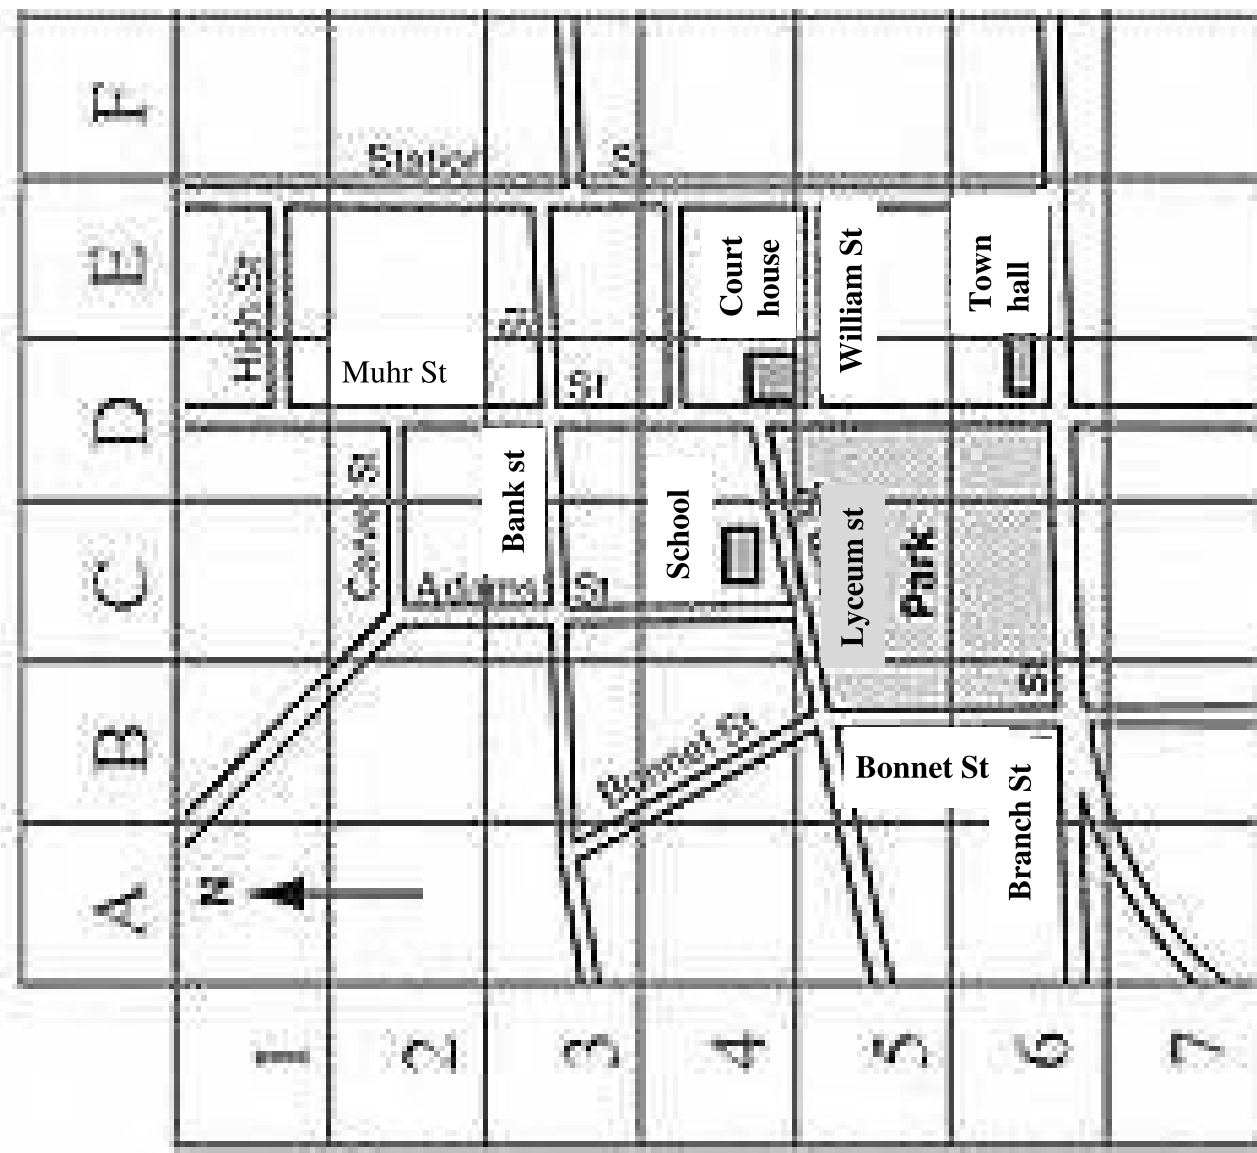 F
Station
St
E
High St
Court
house
William St
Town
hall
St
Muhr St
St
D
Canal St
Bank st
School
Lyceum st
Park
C
Adams St
St
B
Bonnet St
Bonnet St
Branch St
A
N
1
2
3
4
5
6
7